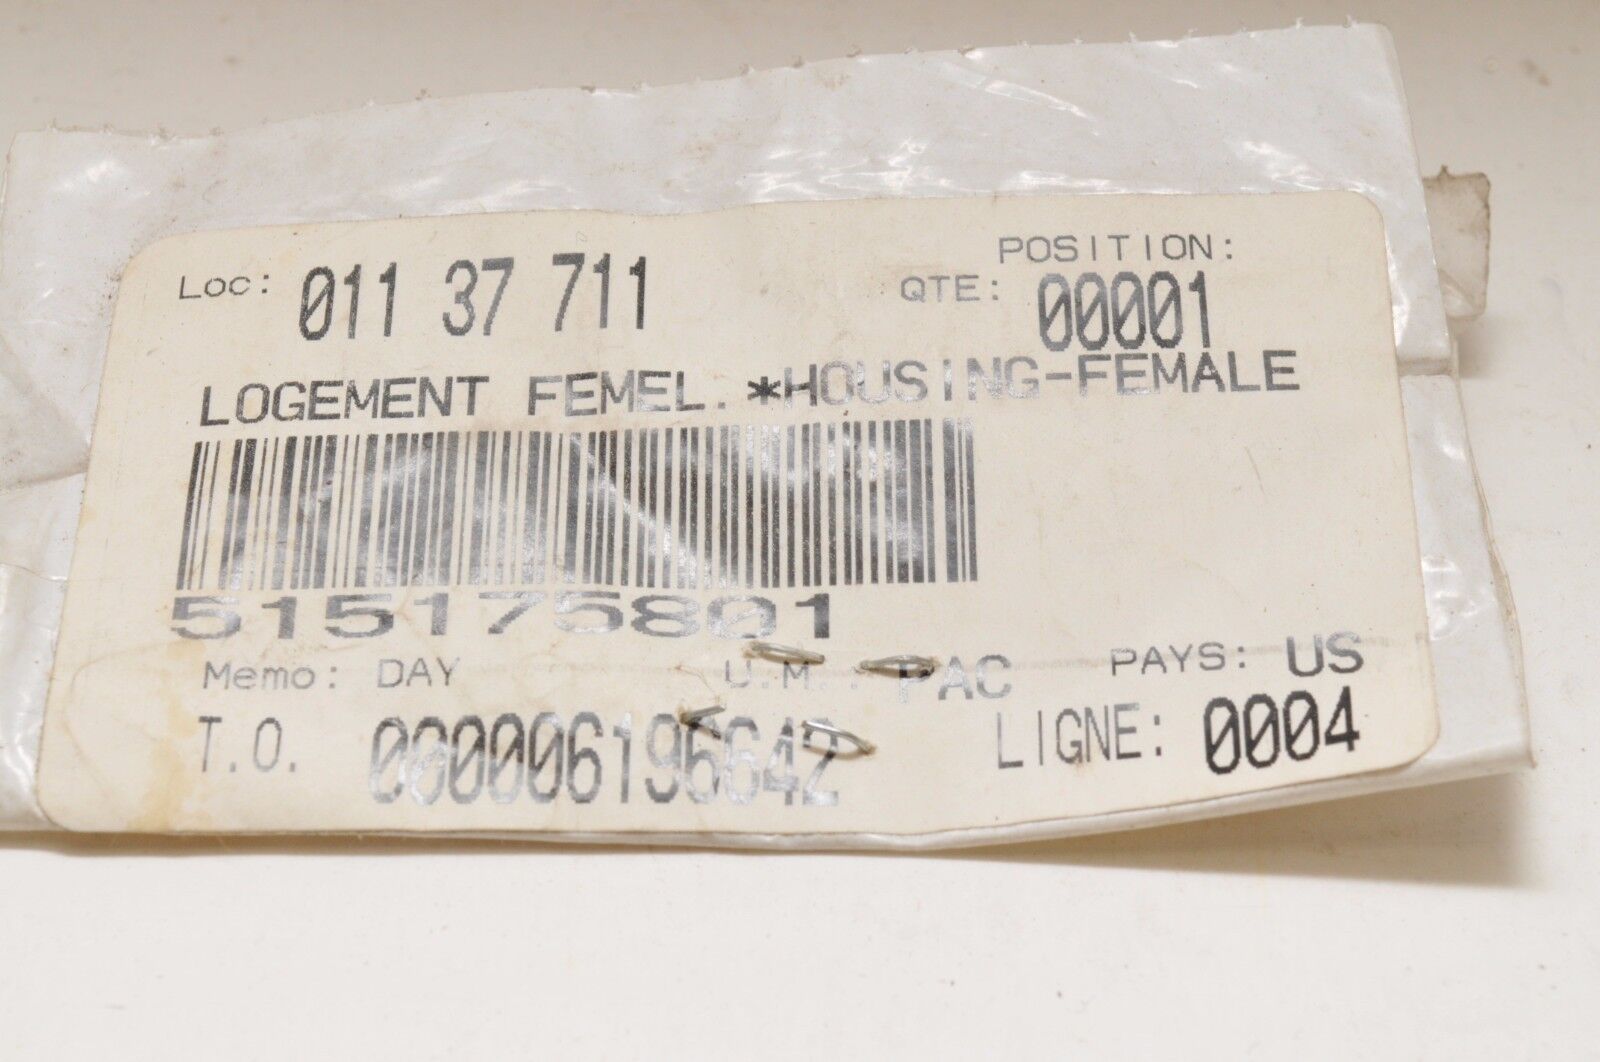 POSITION:
Loc: 011 37 711 QTE: 00001
LOGEMENT FEMEL.*HOUSING-FEMALE
515175801
Memo: DAY U.M.: PAC PAYS: US
T.O. 000006196642 LIGNE: 0004